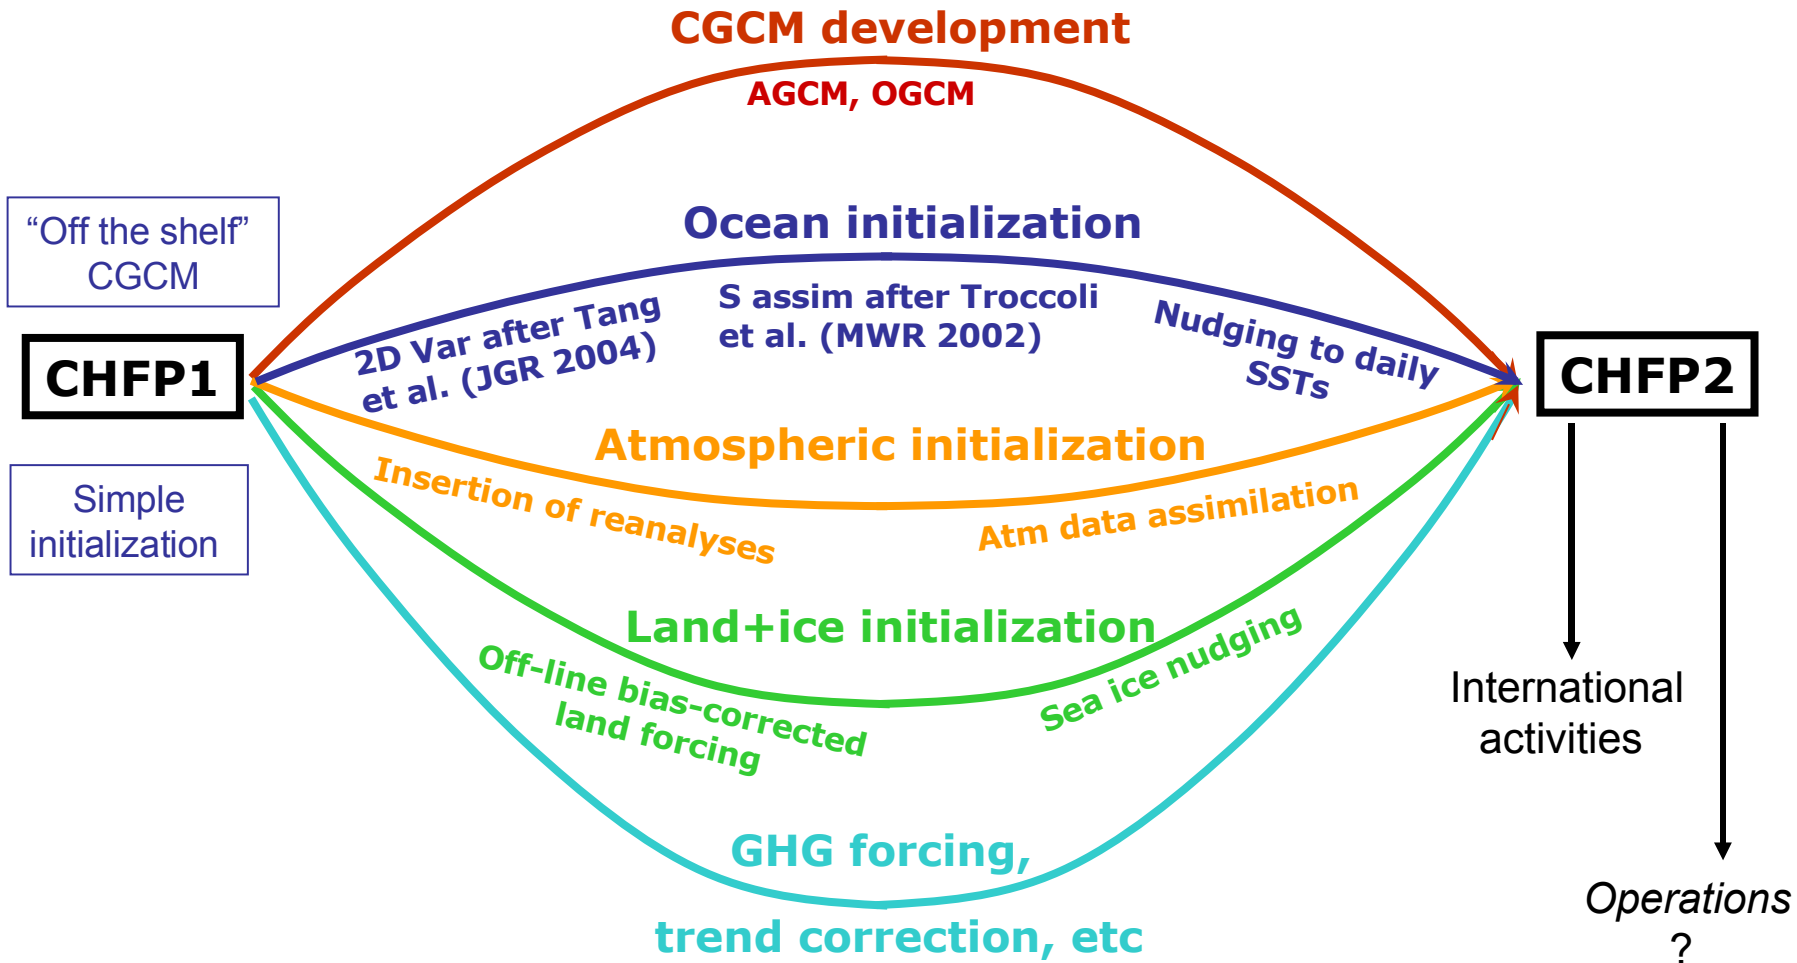 CGCM development
AGCM, OGCM
“Off the shelf”
CGCM
CHFP1
Simple
initialization
Ocean initialization
2D Var after Tang
et al. (JGR 2004)
S assim after Troccoli
et al. (MWR 2002)
Nudging to daily
SSTs
Atmospheric initialization
Insertion of reanalyses
Atm data assimilation
Land+ice initialization
Off-line bias-corrected
land forcing
Sea ice nudging
GHG forcing,
trend correction, etc
CHFP2
International
activities
Operations
?